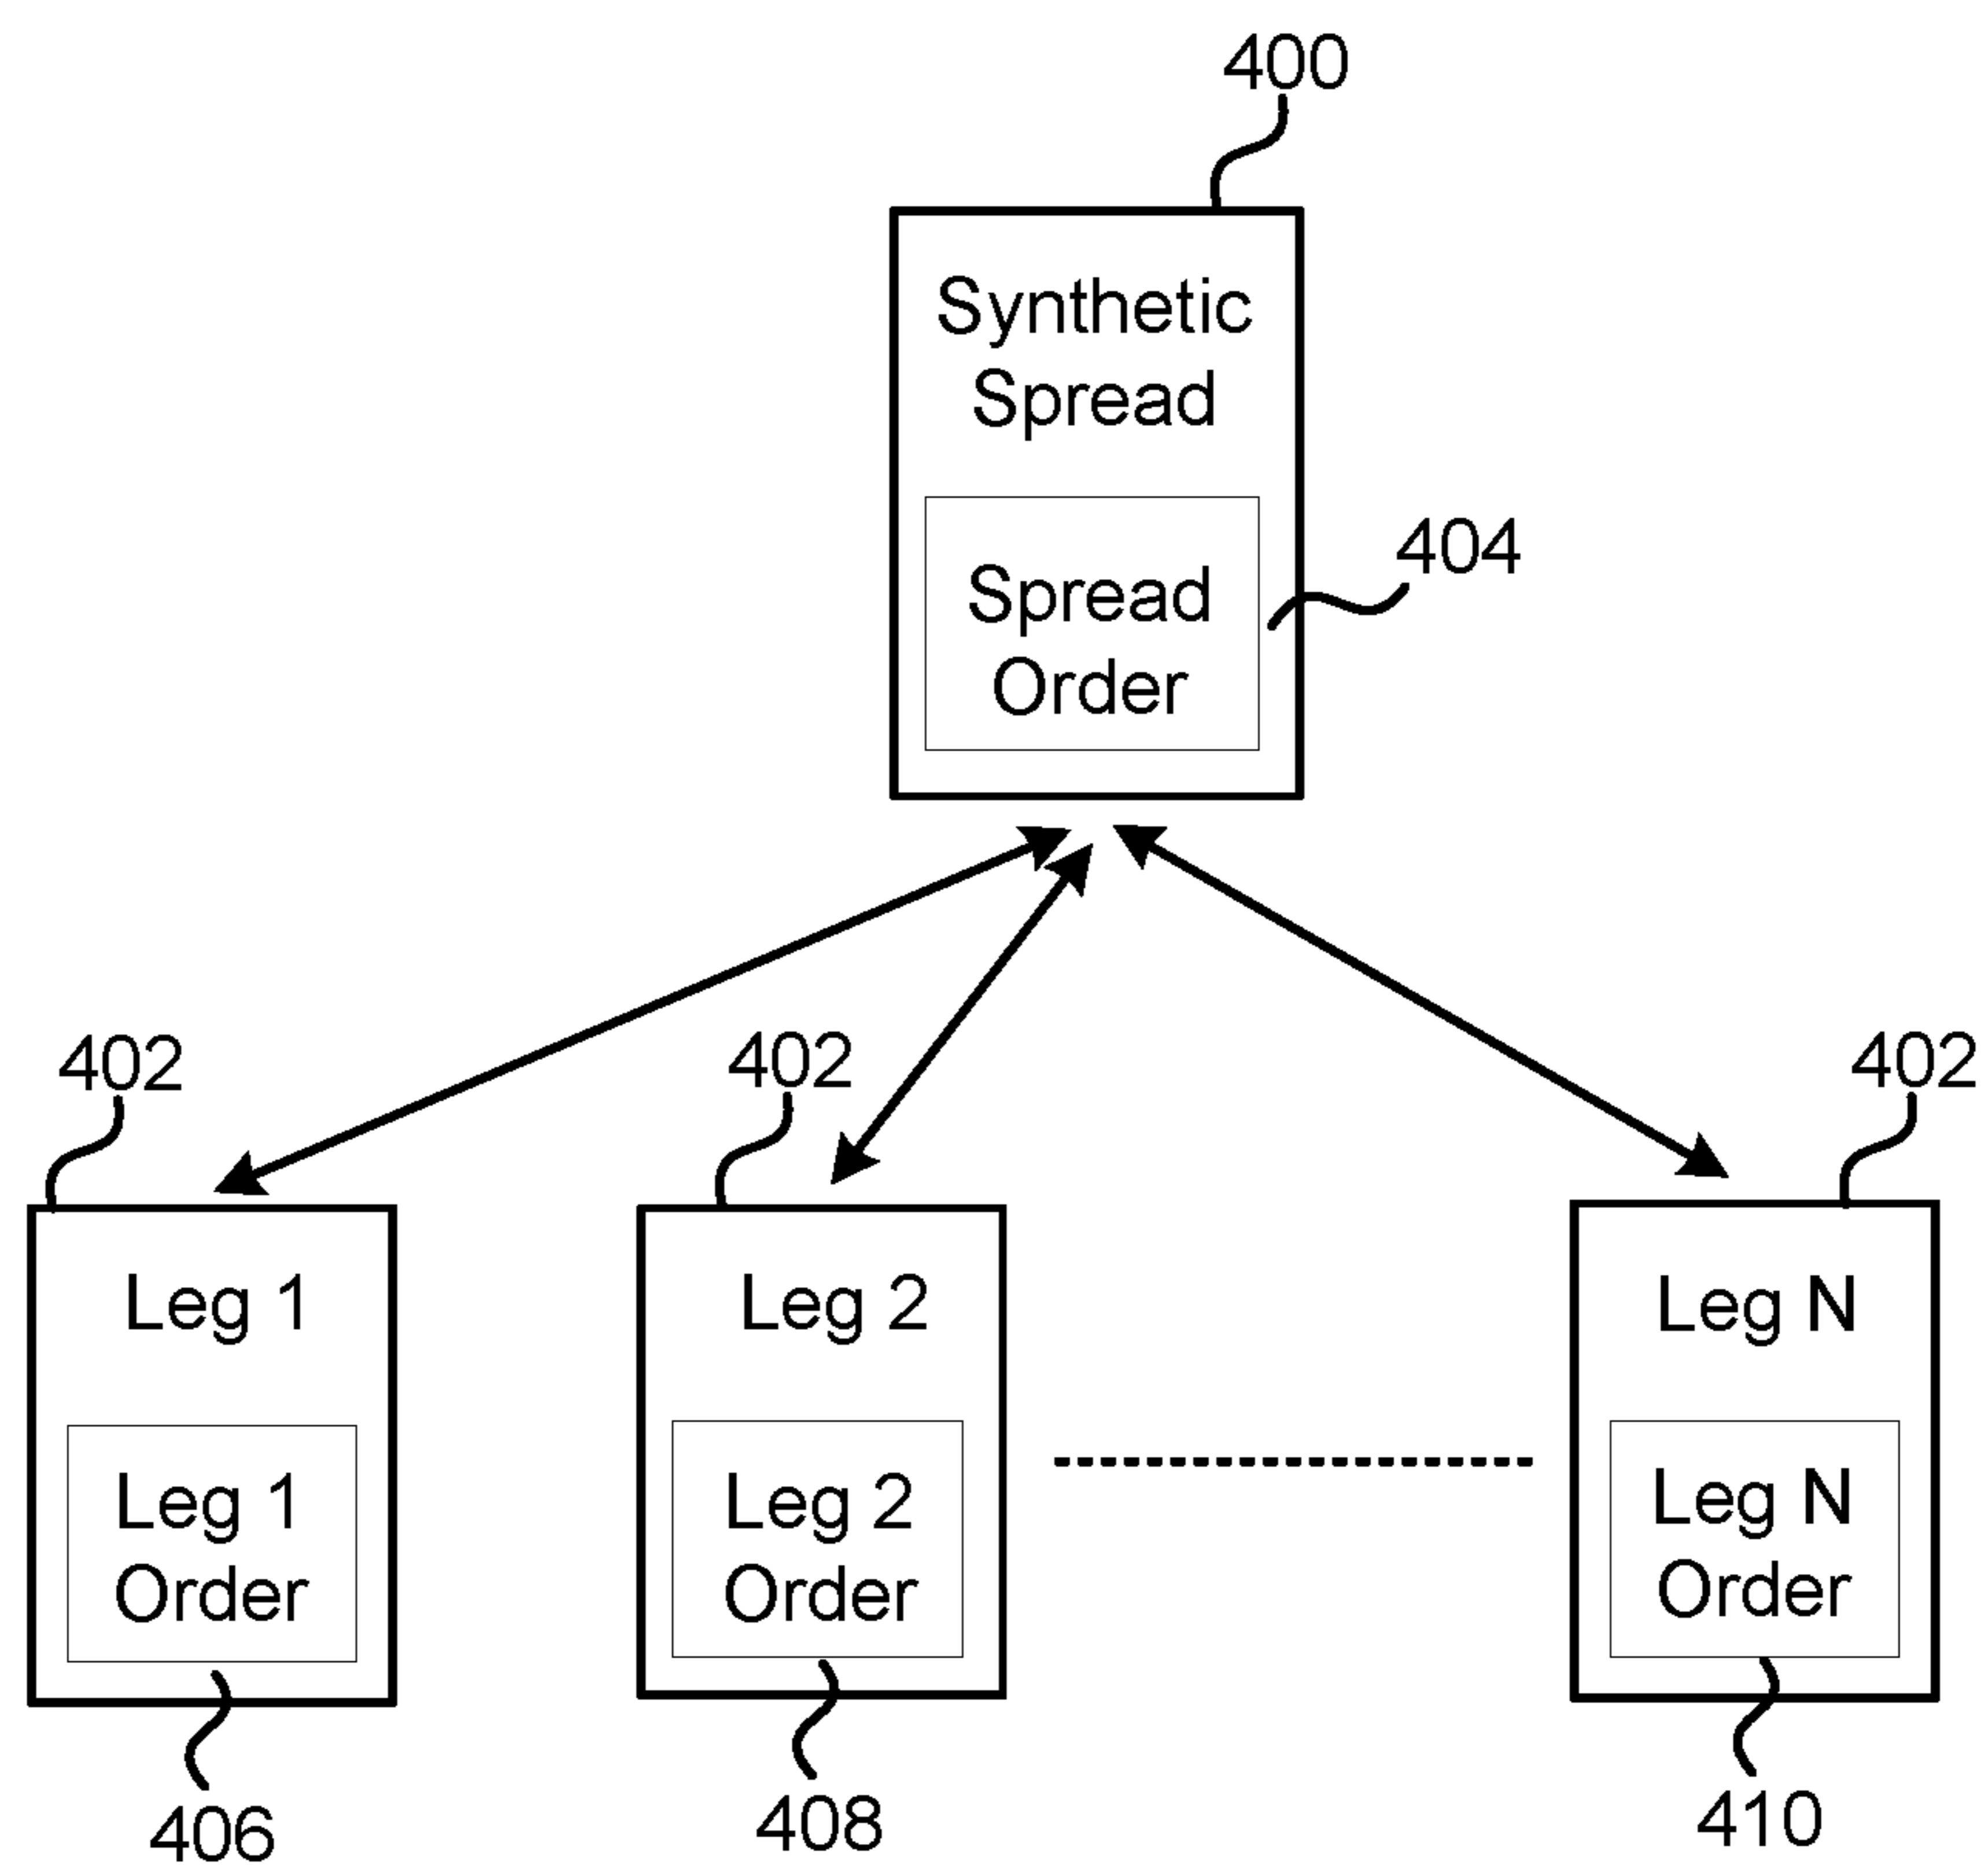 400
Synthetic
Spread
Spread
Order
404
402
402
402
Leg 1
Leg 2
Leg N
Leg 1
Order
Leg 2
Order
Leg N
Order
406
408
410